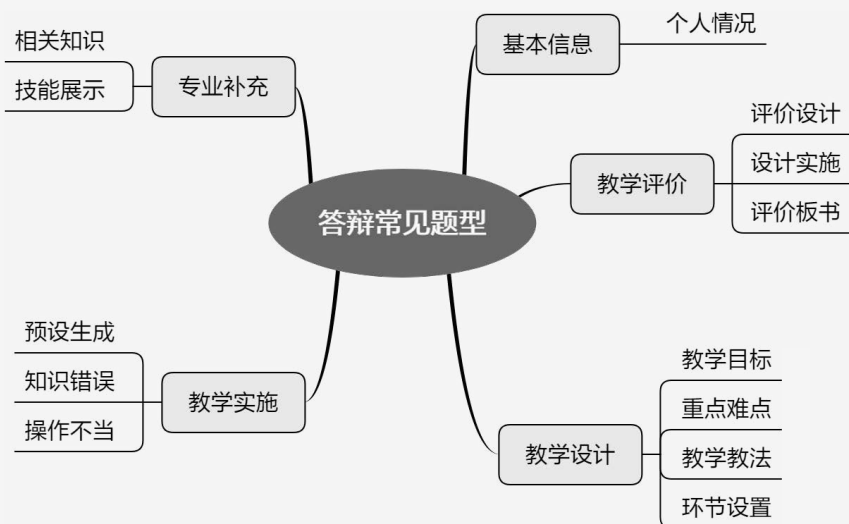 答辩常见题型
基本信息
个人情况
教学评价
评价设计
设计实施
评价板书
教学设计
教学目标
重点难点
教学教法
环节设置
教学实施
预设生成
知识错误
操作不当
专业补充
相关知识
技能展示